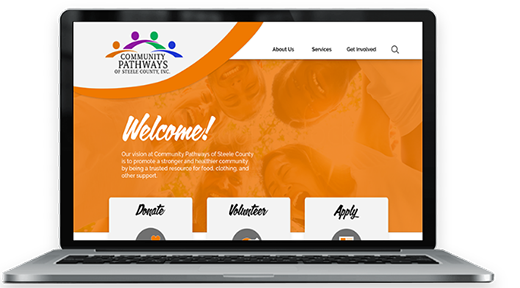 COMMUNITY
PATHWAYS
OF STEELE COUNTY, INC.
About Us Services Get Involved
Welcome!
Our vision at Community Pathways of Steele County
is to promote a stronger and healthier community
by being a trusted resource for food, clothing, and
other support.
Donate Volunteer Apply